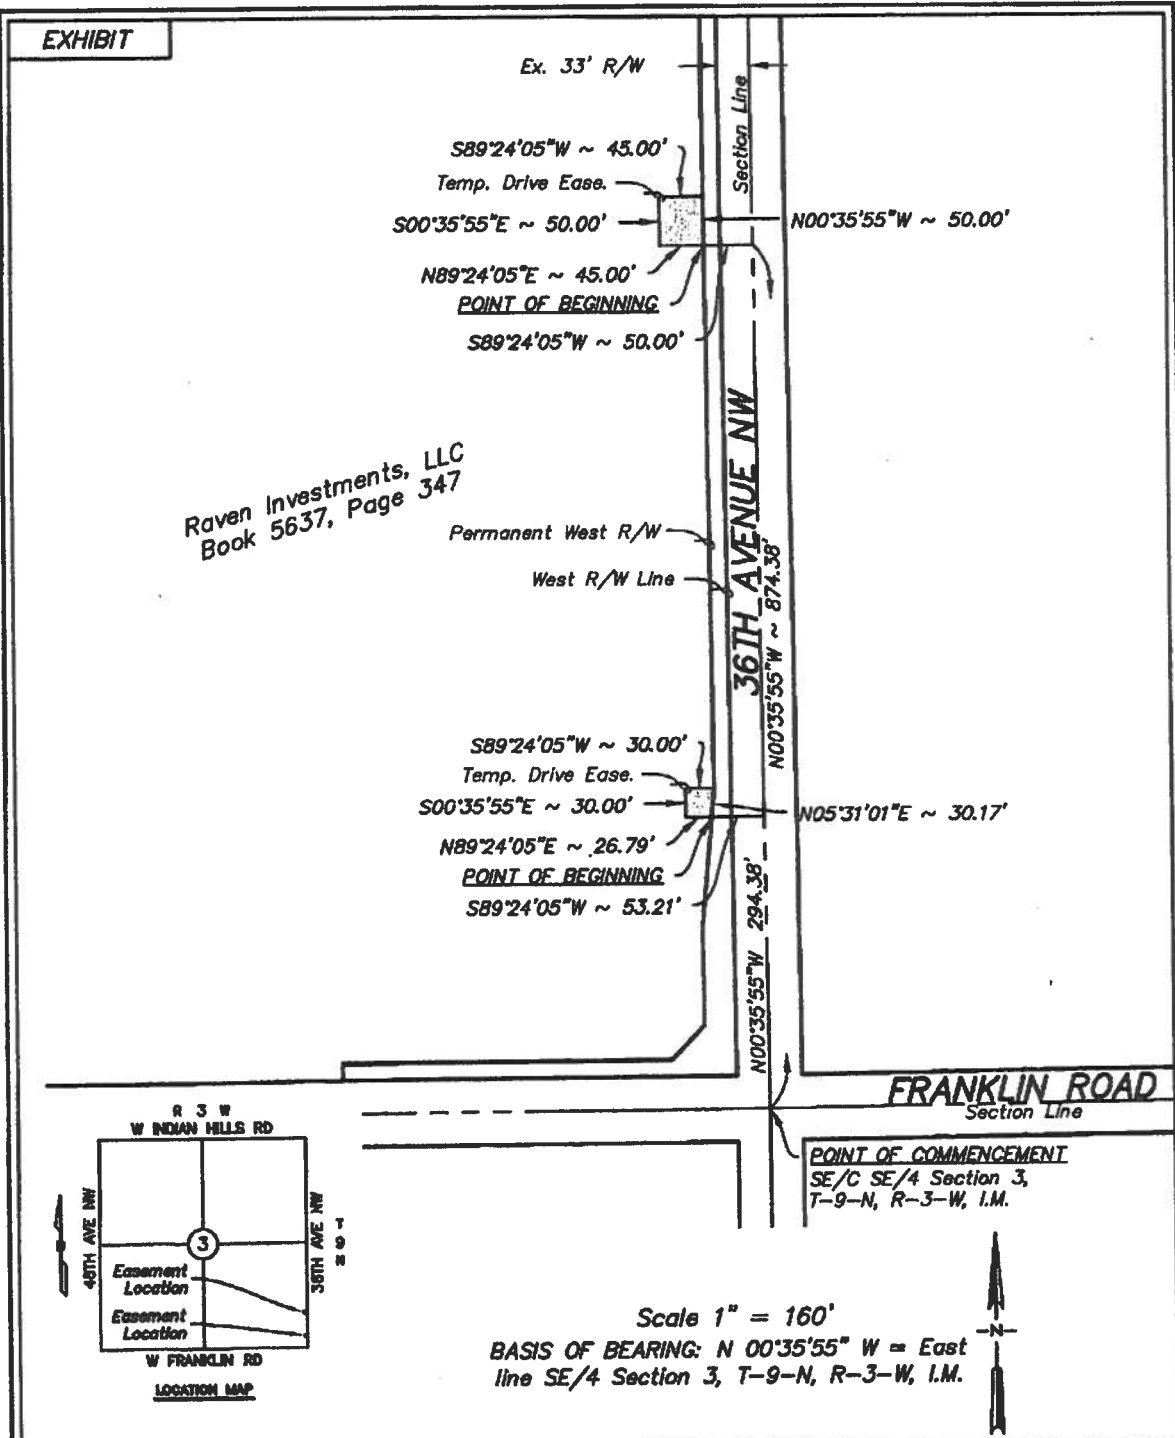 EXHIBIT
Ex. 33' R/W
Section Line
S89°24'05"W ~ 45.00'
Temp. Drive Ease.
S00°35'55"E ~ 50.00'
N00°35'55"W ~ 50.00'
N89°24'05"E ~ 45.00'
POINT OF BEGINNING
S89°24'05"W ~ 50.00'
36TH AVENUE NW
N00°35'55"W ~ 874.38'
Raven Investments, LLC
Book 5637, Page 347
Permanent West R/W
West R/W Line
S89°24'05"W ~ 30.00'
Temp. Drive Ease.
S00°35'55"E ~ 30.00'
N05°31'01"E ~ 30.17'
N89°24'05"E ~ 26.79'
POINT OF BEGINNING
S89°24'05"W ~ 53.21'
N00°35'55"W 294.38'
FRANKLIN ROAD
Section Line
POINT OF COMMENCEMENT
SE/C SE/4 Section 3,
T-9-N, R-3-W, I.M.
R 3 W
W INDIAN HILLS RD
48TH AVE NW
3
36TH AVE NW
T
9
N
Easement
Location
Easement
Location
W FRANKLIN RD
LOCATION MAP
Scale 1" = 160'
BASIS OF BEARING: N 00°35'55" W = East
line SE/4 Section 3, T-9-N, R-3-W, I.M.
N